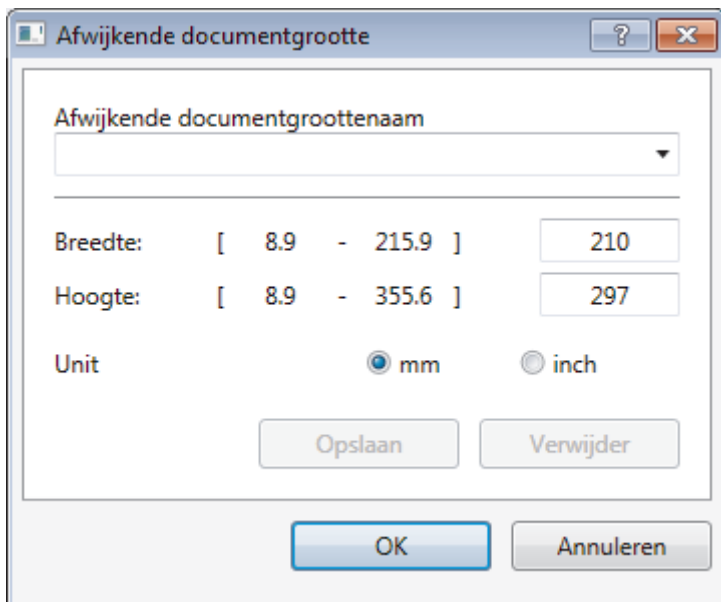 Afwijkende documentgrootte
Afwijkende documentgroottenaam
Breedte: [ 8.9 - 215.9 ] 210
Hoogte: [ 8.9 - 355.6 ] 297
Unit mm inch
Opslaan Verwijder
OK Annuleren